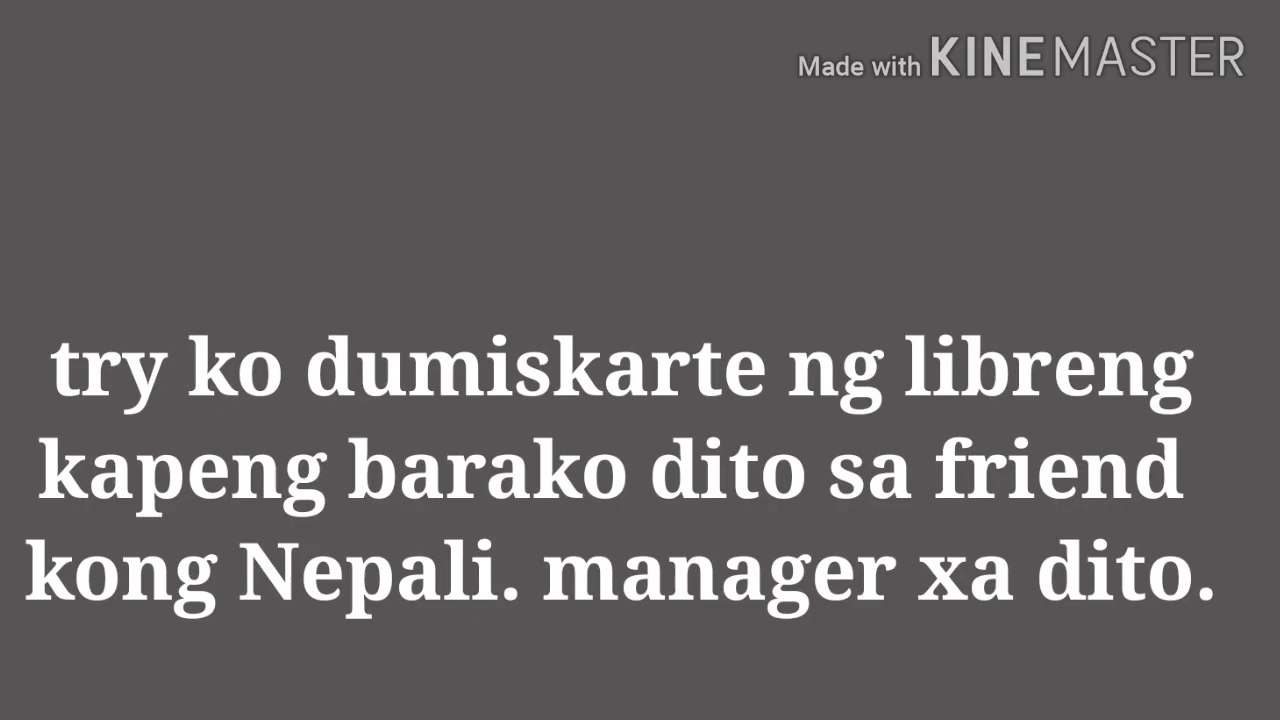 Made with KINEMASTER
try ko dumiskarte ng libreng
kapeng barako dito sa friend
kong Nepali. manager xa dito.